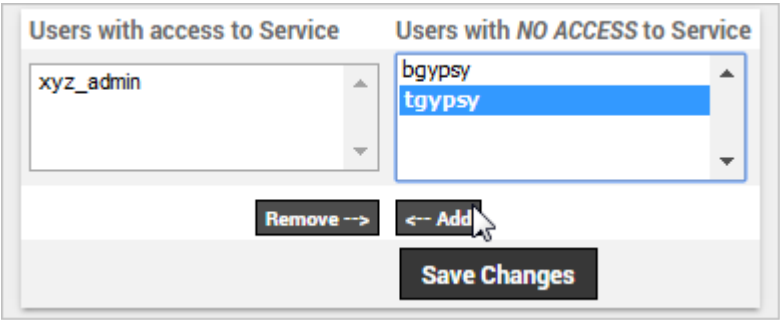 Users with access to Service Users with NO ACCESS to Service
xyz_admin
bgypsy
tgypsy
Remove --> <-- Add
Save Changes